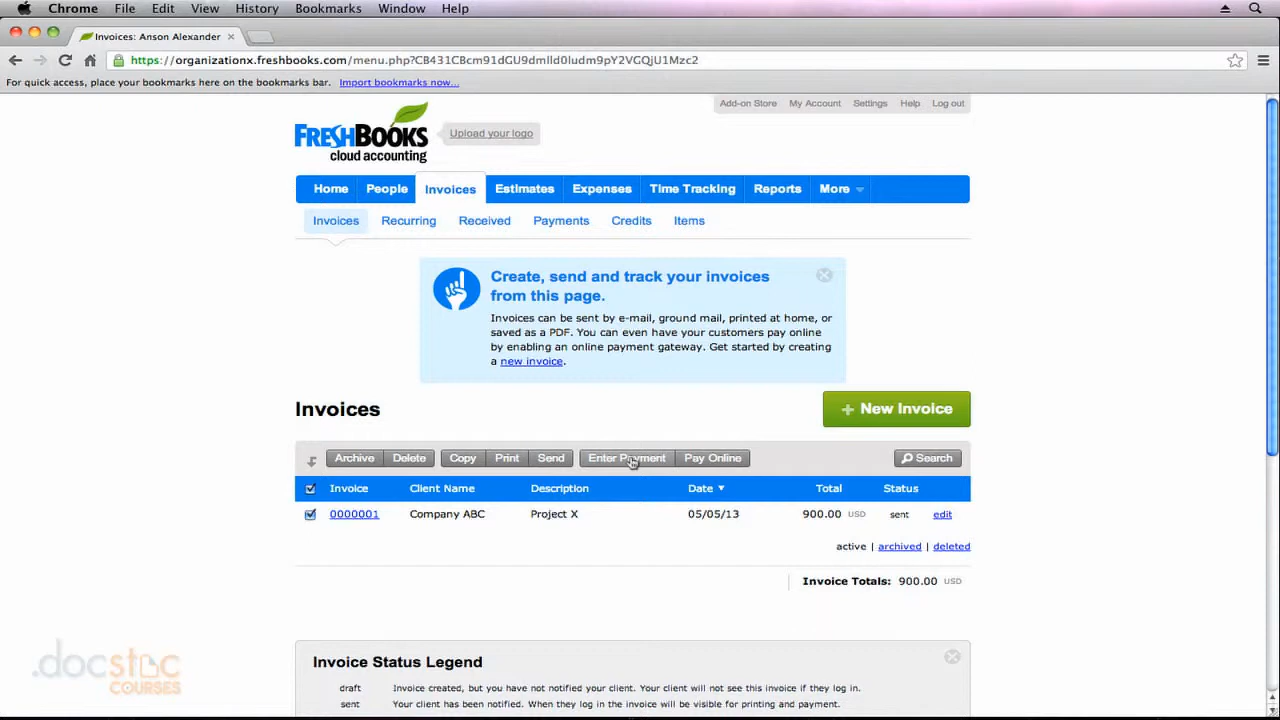 Chrome File Edit View History Bookmarks Window Help
Invoices: Anson Alexander
https://organizationx.freshbooks.com/menu.php?CB431CBcm91dGU9dmlld0ludm9pY2VGQjU1Mzc2
For quick access, place your bookmarks here on the bookmarks bar. Import bookmarks now...
Add-on Store My Account Settings Help Log out
FRESHBOOKS
cloud accounting
Upload your logo
Home People Invoices Estimates Expenses Time Tracking Reports More
Invoices Recurring Received Payments Credits Items
Create, send and track your invoices
from this page.
Invoices can be sent by e-mail, ground mail, printed at home, or
saved as a PDF. You can even have your customers pay online
by enabling an online payment gateway. Get started by creating
a new invoice.
Invoices
+ New Invoice
Archive Delete Copy Print Send Enter Payment Pay Online Search
Invoice Client Name Description Date Total Status
0000001 Company ABC Project X 05/05/13 900.00 USD sent edit
active | archived | deleted
Invoice Totals: 900.00 USD
Invoice Status Legend
draft Invoice created, but you have not notified your client. Your client will not see this invoice if they log in.
sent Your client has been notified. When they log in the invoice will be visible for printing and payment.
.docstoc
COURSES